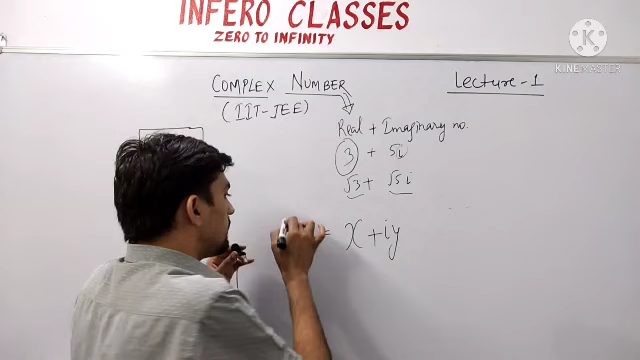 INFERO CLASSES
ZERO TO INFINITY
K
KINEMASTER
COMPLEX NUMBER
Lecture-1
(IIT-JEE)
Real + Imaginary no.
3 + 5i
√3 + √5i
= x + iy